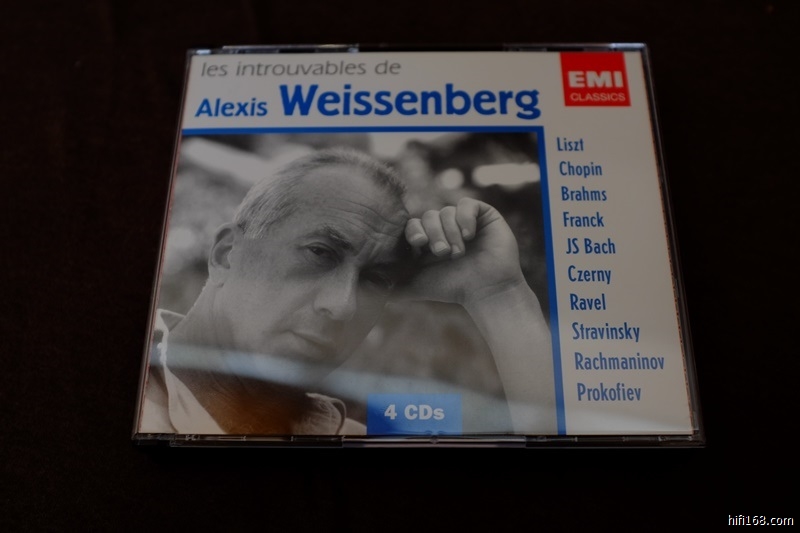 les introuvables de
Alexis Weissenberg
EMI
CLASSICS
Liszt
Chopin
Brahms
Franck
JS Bach
Czerny
Ravel
Stravinsky
Rachmaninov
Prokofiev
4 CDs
hifi168.com